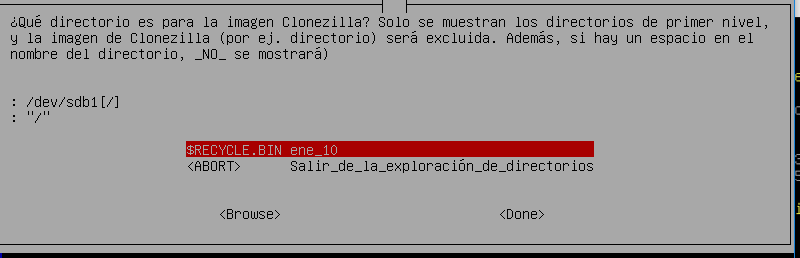 ¿Qué directorio es para la imagen Clonezilla? Solo se muestran los directorios de primer nivel,
y la imagen de Clonezilla (por ej. directorio) será excluida. Además, si hay un espacio en el
nombre del directorio, _NO_ se mostrará)
: /dev/sdb1[/]
: "/"
$RECYCLE.BIN ene_10
<ABORT> Salir_de_la_exploración_de_directorios
<Browse> <Done>